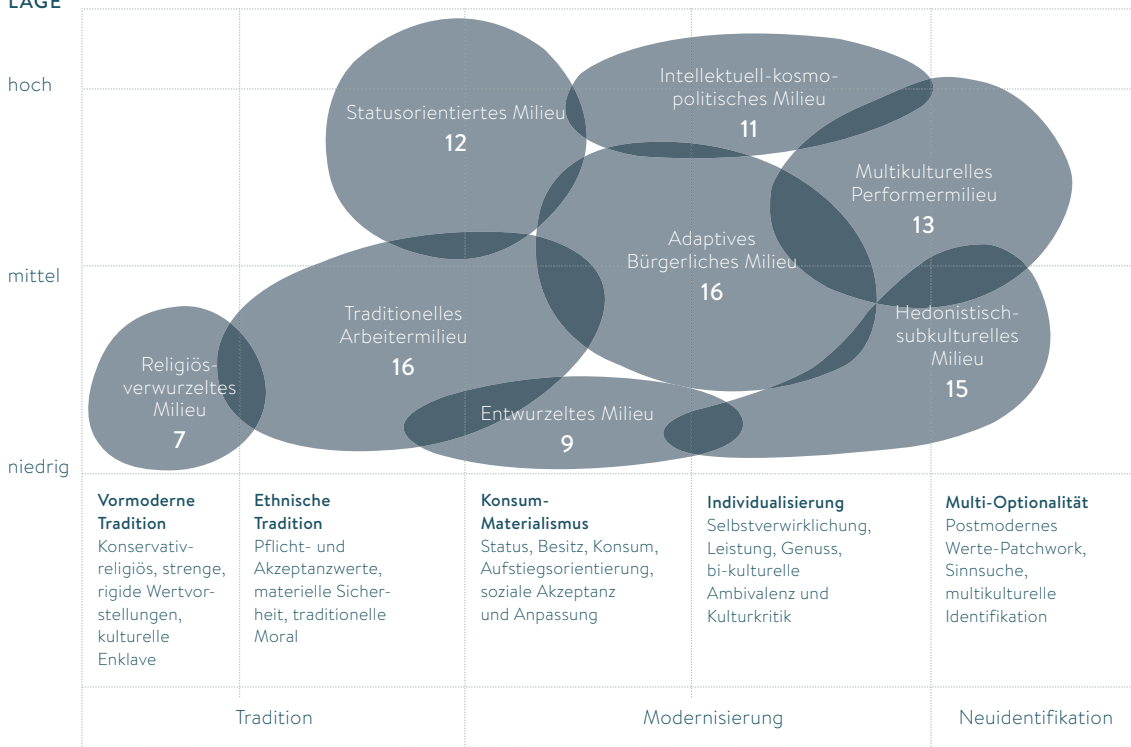 LAGE
hoch
Statusorientiertes Milieu
12
Intellektuell-kosmo-
politisches Milieu
11
Multikulturelles
Performermilieu
13
mittel
Adaptives
Bürgerliches Milieu
16
Traditionelles
Arbeitermilieu
16
Hedonistisch-
subkulturelles
Milieu
15
Religiös-
verwurzeltes
Milieu
7
Entwurzeltes Milieu
9
niedrig
Vormoderne
Tradition
Konservativ-
religiös, strenge,
rigide Wertvor-
stellungen,
kulturelle
Enklave
Ethnische
Tradition
Pflicht- und
Akzeptanzwerte,
materielle Sicher-
heit, traditionelle
Moral
Konsum-
Materialismus
Status, Besitz, Konsum,
Aufstiegsorientierung,
soziale Akzeptanz
und Anpassung
Individualisierung
Selbstverwirklichung,
Leistung, Genuss,
bi-kulturelle
Ambivalenz und
Kulturkritik
Multi-Optionalität
Postmodernes
Werte-Patchwork,
Sinnsuche,
multikulturelle
Identifikation
Tradition
Modernisierung
Neuidentifikation